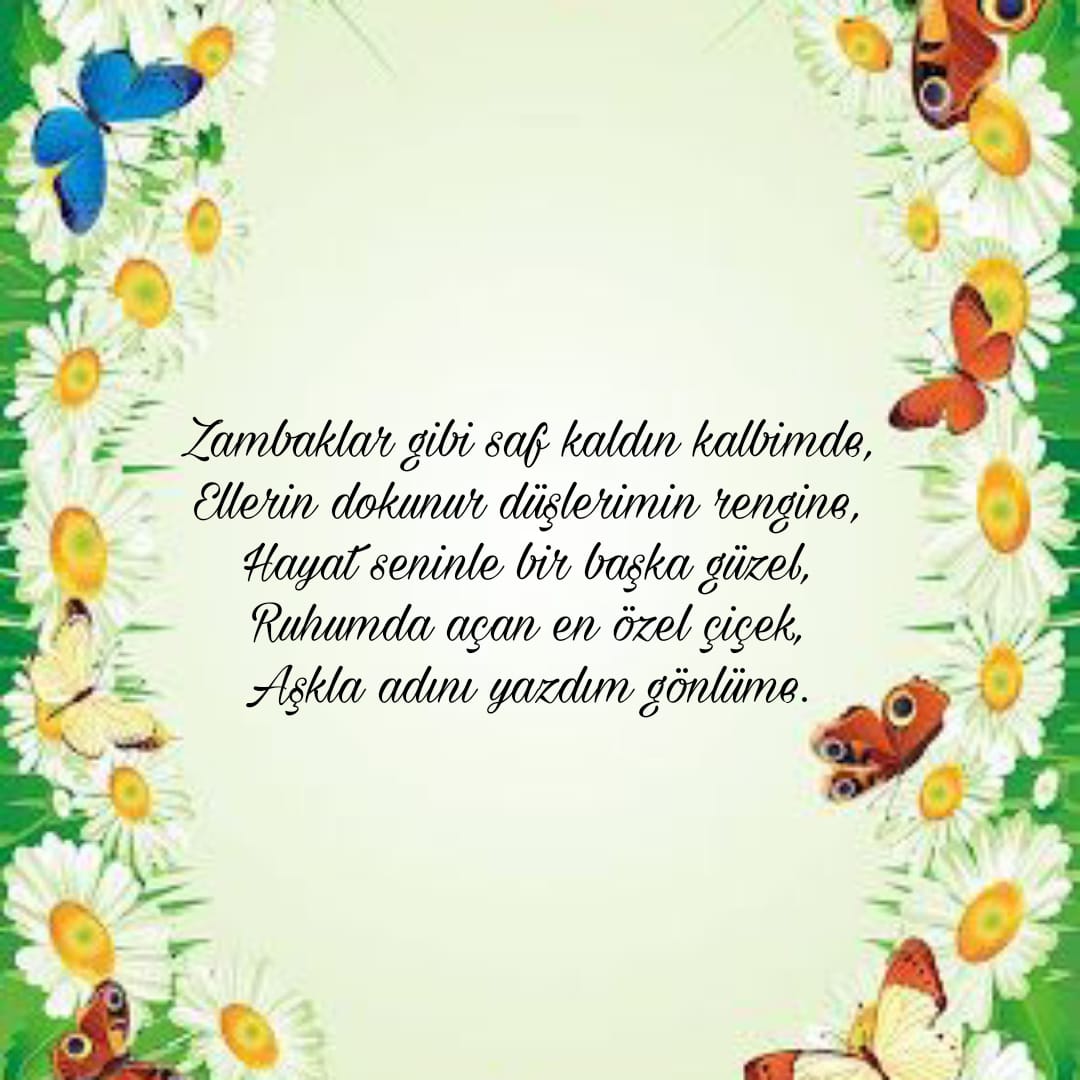 Zambaklar gibi saf kaldın kalbimde,
Ellerin dokunur düşlerimin rengine,
Hayat seninle bir başka güzel,
Ruhumda açan en özel çiçek,
Aşkla adını yazdım gönlüme.